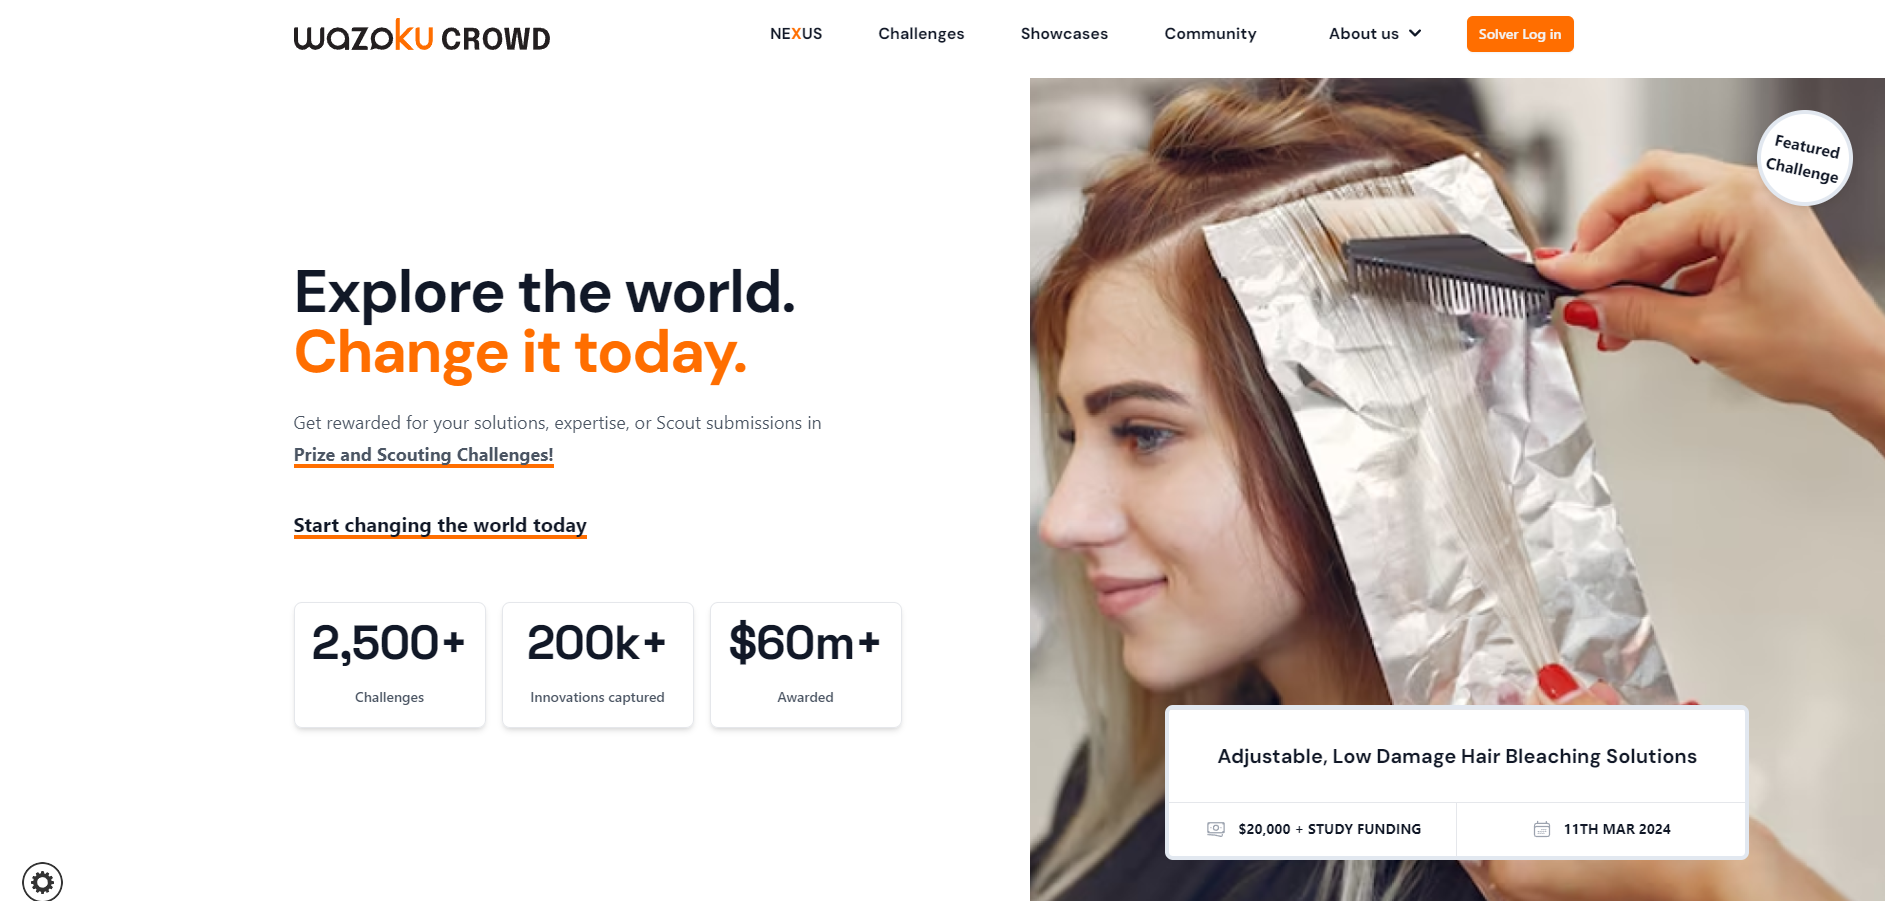 wazoku CROWD
NEXUS
Challenges
Showcases
Community
About us
Solver Log in
Featured
Challenge
Explore the world.
Change it today.
Get rewarded for your solutions, expertise, or Scout submissions in
Prize and Scouting Challenges!
Start changing the world today
2,500+
Challenges
200k+
Innovations captured
$60m+
Awarded
Adjustable, Low Damage Hair Bleaching Solutions
$20,000 + STUDY FUNDING
11TH MAR 2024